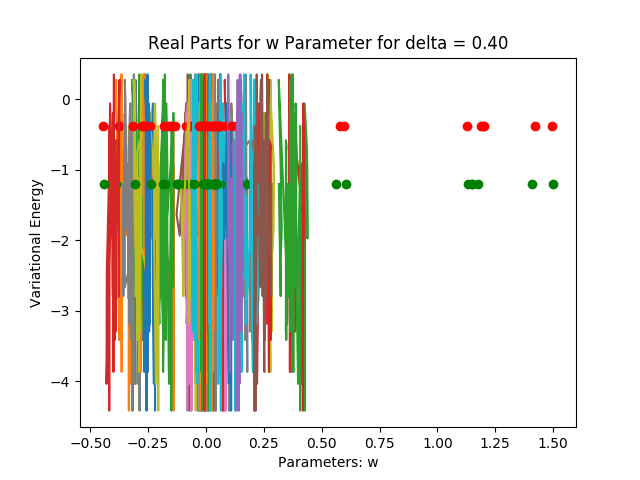 Real Parts for w Parameter for delta = 0.40
Variational Energy
0
−1
−2
−3
−4
−0.50 −0.25 0.00 0.25 0.50 0.75 1.00 1.25 1.50
Parameters: w